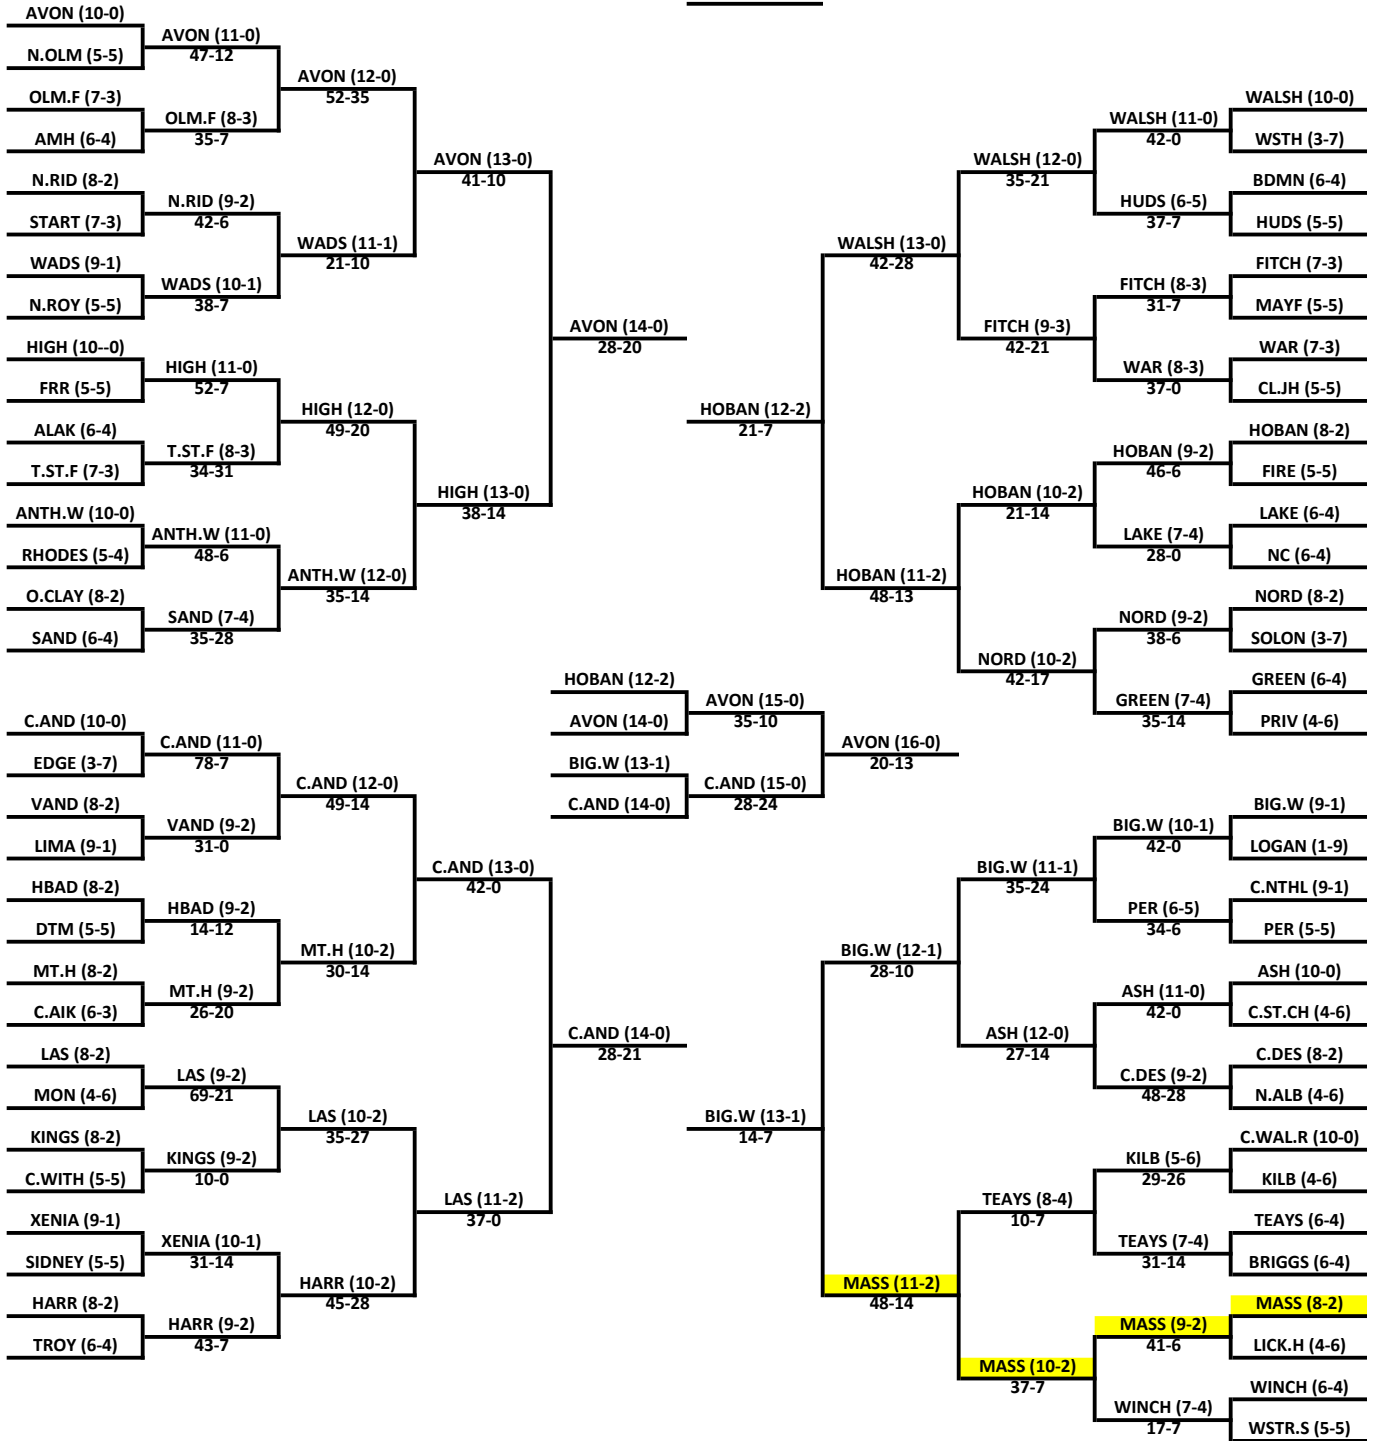 AVON (10-0)
N.OLM (5-5)
OLM.F (7-3)
AMH (6-4)
N.RID (8-2)
START (7-3)
WADS (9-1)
N.ROY (5-5)
HIGH (10--0)
FRR (5-5)
ALAK (6-4)
T.ST.F (7-3)
ANTH.W (10-0)
RHODES (5-4)
O.CLAY (8-2)
SAND (6-4)
AVON (11-0)
47-12
OLM.F (8-3)
35-7
N.RID (9-2)
42-6
WADS (10-1)
38-7
HIGH (11-0)
52-7
T.ST.F (8-3)
34-31
ANTH.W (11-0)
48-6
SAND (7-4)
35-28
AVON (12-0)
52-35
WADS (11-1)
21-10
HIGH (12-0)
49-20
ANTH.W (12-0)
35-14
AVON (13-0)
41-10
HIGH (13-0)
38-14
AVON (14-0)
28-20
HOBAN (12-2)
21-7
WALSH (13-0)
42-28
HOBAN (11-2)
48-13
WALSH (12-0)
35-21
FITCH (9-3)
42-21
HOBAN (10-2)
21-14
NORD (10-2)
42-17
WALSH (11-0)
42-0
HUDS (6-5)
37-7
FITCH (8-3)
31-7
WAR (8-3)
37-0
HOBAN (9-2)
46-6
LAKE (7-4)
28-0
NORD (9-2)
38-6
GREEN (7-4)
35-14
WALSH (10-0)
WSTH (3-7)
BDMN (6-4)
HUDS (5-5)
FITCH (7-3)
MAYF (5-5)
WAR (7-3)
CL.JH (5-5)
HOBAN (8-2)
FIRE (5-5)
LAKE (6-4)
NC (6-4)
NORD (8-2)
SOLON (3-7)
GREEN (6-4)
PRIV (4-6)
HOBAN (12-2)
AVON (14-0)
BIG.W (13-1)
C.AND (14-0)
AVON (15-0)
35-10
C.AND (15-0)
28-24
AVON (16-0)
20-13
C.AND (10-0)
EDGE (3-7)
VAND (8-2)
LIMA (9-1)
HBAD (8-2)
DTM (5-5)
MT.H (8-2)
C.AIK (6-3)
LAS (8-2)
MON (4-6)
KINGS (8-2)
C.WITH (5-5)
XENIA (9-1)
SIDNEY (5-5)
HARR (8-2)
TROY (6-4)
C.AND (11-0)
78-7
VAND (9-2)
31-0
HBAD (9-2)
14-12
MT.H (9-2)
26-20
LAS (9-2)
69-21
KINGS (9-2)
10-0
XENIA (10-1)
31-14
HARR (9-2)
43-7
C.AND (12-0)
49-14
MT.H (10-2)
30-14
LAS (10-2)
35-27
HARR (10-2)
45-28
C.AND (13-0)
42-0
LAS (11-2)
37-0
C.AND (14-0)
28-21
BIG.W (13-1)
14-7
BIG.W (12-1)
28-10
MASS (11-2)
48-14
BIG.W (11-1)
35-24
ASH (12-0)
27-14
TEAYS (8-4)
10-7
MASS (10-2)
37-7
BIG.W (10-1)
42-0
PER (6-5)
34-6
ASH (11-0)
42-0
C.DES (9-2)
48-28
KILB (5-6)
29-26
TEAYS (7-4)
31-14
MASS (9-2)
41-6
WINCH (7-4)
17-7
BIG.W (9-1)
LOGAN (1-9)
C.NTHL (9-1)
PER (5-5)
ASH (10-0)
C.ST.CH (4-6)
C.DES (8-2)
N.ALB (4-6)
C.WAL.R (10-0)
KILB (4-6)
TEAYS (6-4)
BRIGGS (6-4)
MASS (8-2)
LICK.H (4-6)
WINCH (6-4)
WSTR.S (5-5)